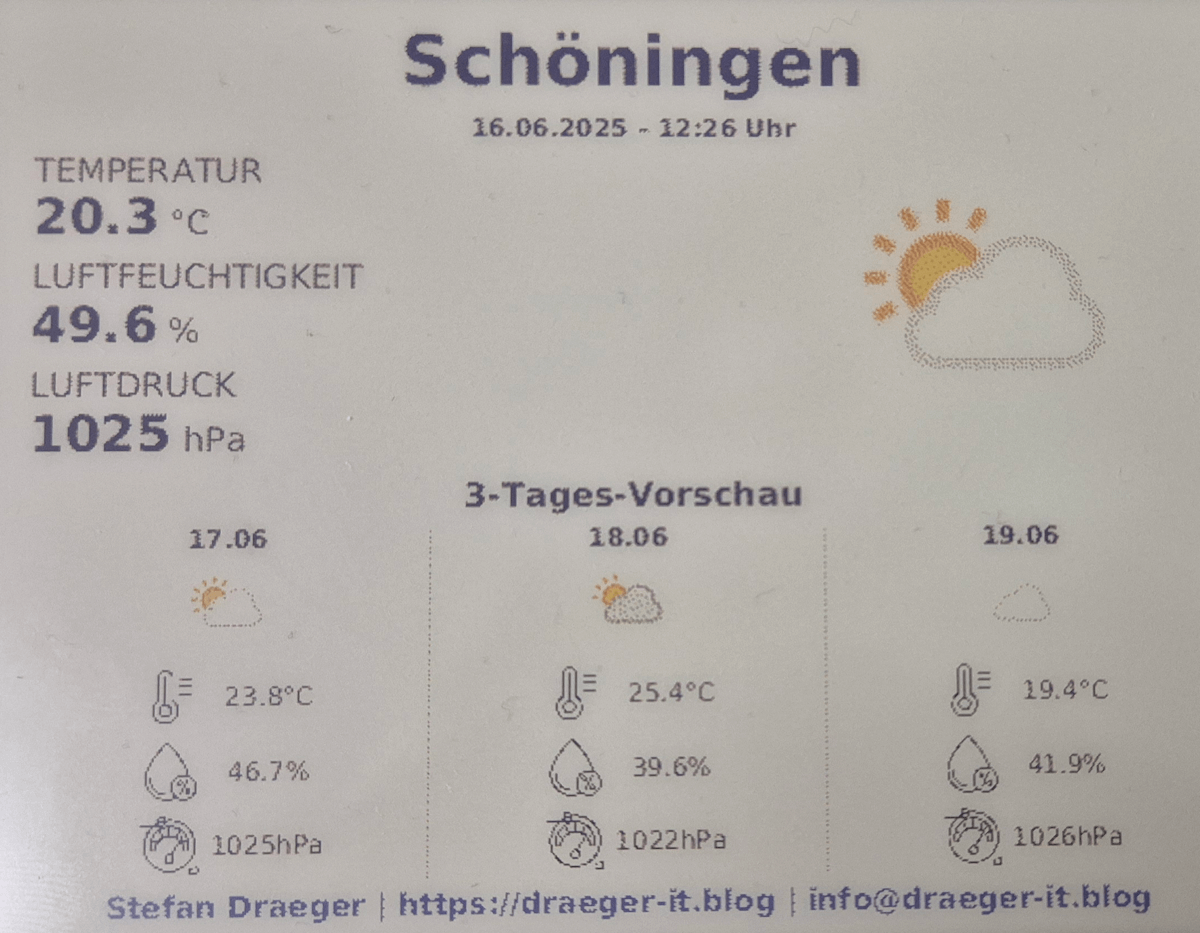 Schöningen
16.06.2025 - 12:26 Uhr
TEMPERATUR
20.3 °C
LUFTFEUCHTIGKEIT
49.6 %
LUFTDRUCK
1025 hPa
3-Tages-Vorschau
17.06
23.8°C
46.7%
1025hPa
18.06
25.4°C
39.6%
1022hPa
19.06
19.4°C
41.9%
1026hPa
Stefan Draeger | https://draeger-it.blog | info@draeger-it.blog